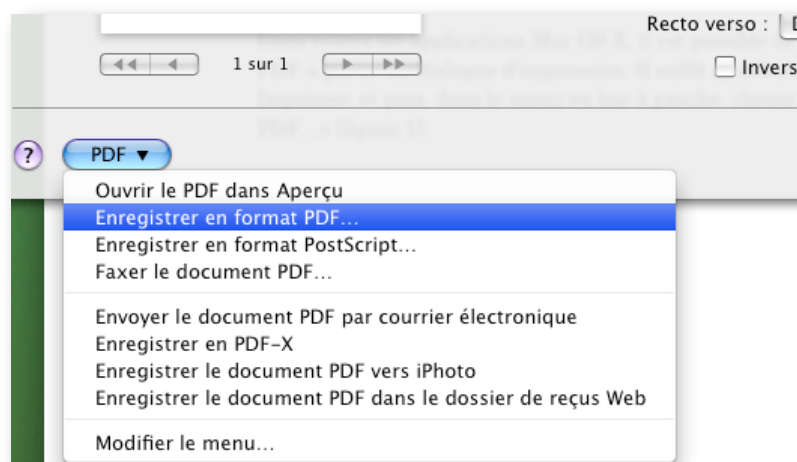 Recto verso :
1 sur 1
Invers
? PDF ▼
Ouvrir le PDF dans Aperçu
Enregistrer en format PDF...
Enregistrer en format PostScript...
Faxer le document PDF...
Envoyer le document PDF par courrier électronique
Enregistrer en PDF-X
Enregistrer le document PDF vers iPhoto
Enregistrer le document PDF dans le dossier de reçus Web
Modifier le menu...